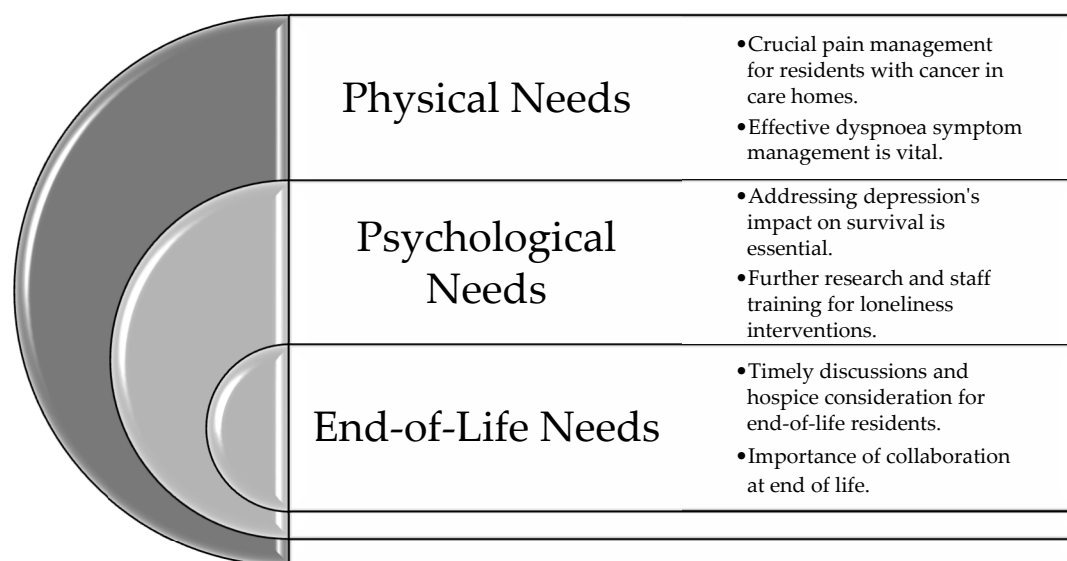 Physical Needs
•Crucial pain management
for residents with cancer in
care homes.
•Effective dyspnoea symptom
management is vital.
Psychological
Needs
•Addressing depression's
impact on survival is
essential.
•Further research and staff
training for loneliness
interventions.
End-of-Life Needs
•Timely discussions and
hospice consideration for
end-of-life residents.
•Importance of collaboration
at end of life.